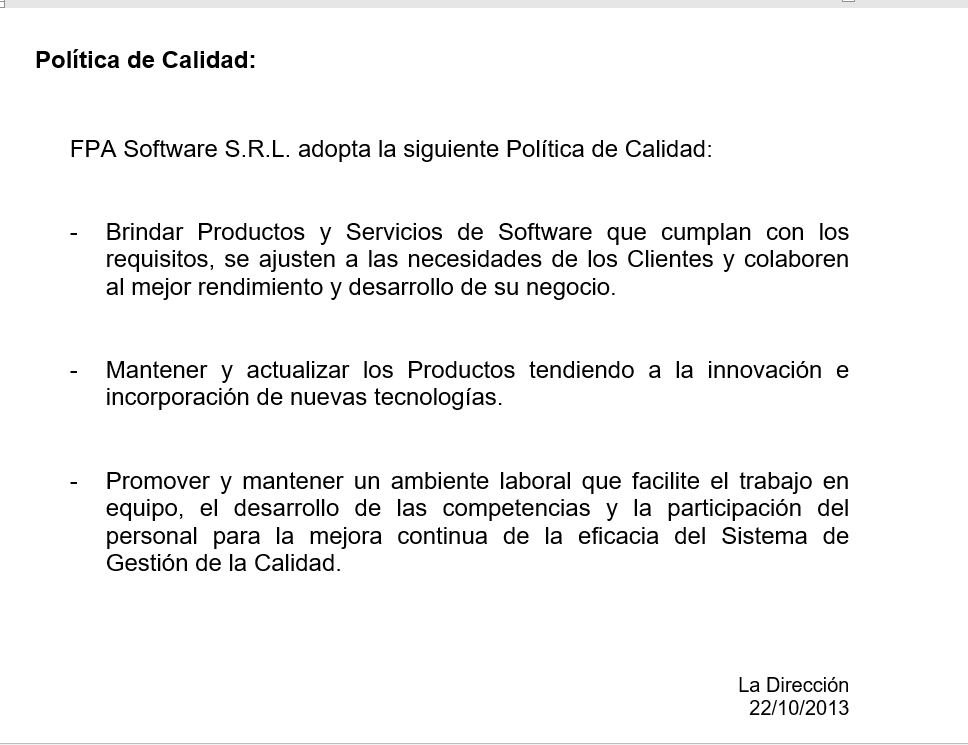 Política de Calidad:
FPA Software S.R.L. adopta la siguiente Política de Calidad:
- Brindar Productos y Servicios de Software que cumplan con los
requisitos, se ajusten a las necesidades de los Clientes y colaboren
al mejor rendimiento y desarrollo de su negocio.
- Mantener y actualizar los Productos tendiendo a la innovación e
incorporación de nuevas tecnologías.
- Promover y mantener un ambiente laboral que facilite el trabajo en
equipo, el desarrollo de las competencias y la participación del
personal para la mejora continua de la eficacia del Sistema de
Gestión de la Calidad.
La Dirección
22/10/2013